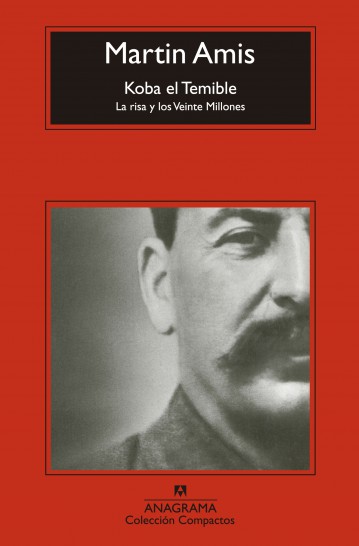 Martin Amis
Koba el Temible
La risa y los Veinte Millones
ANAGRAMA
Colección Compactos